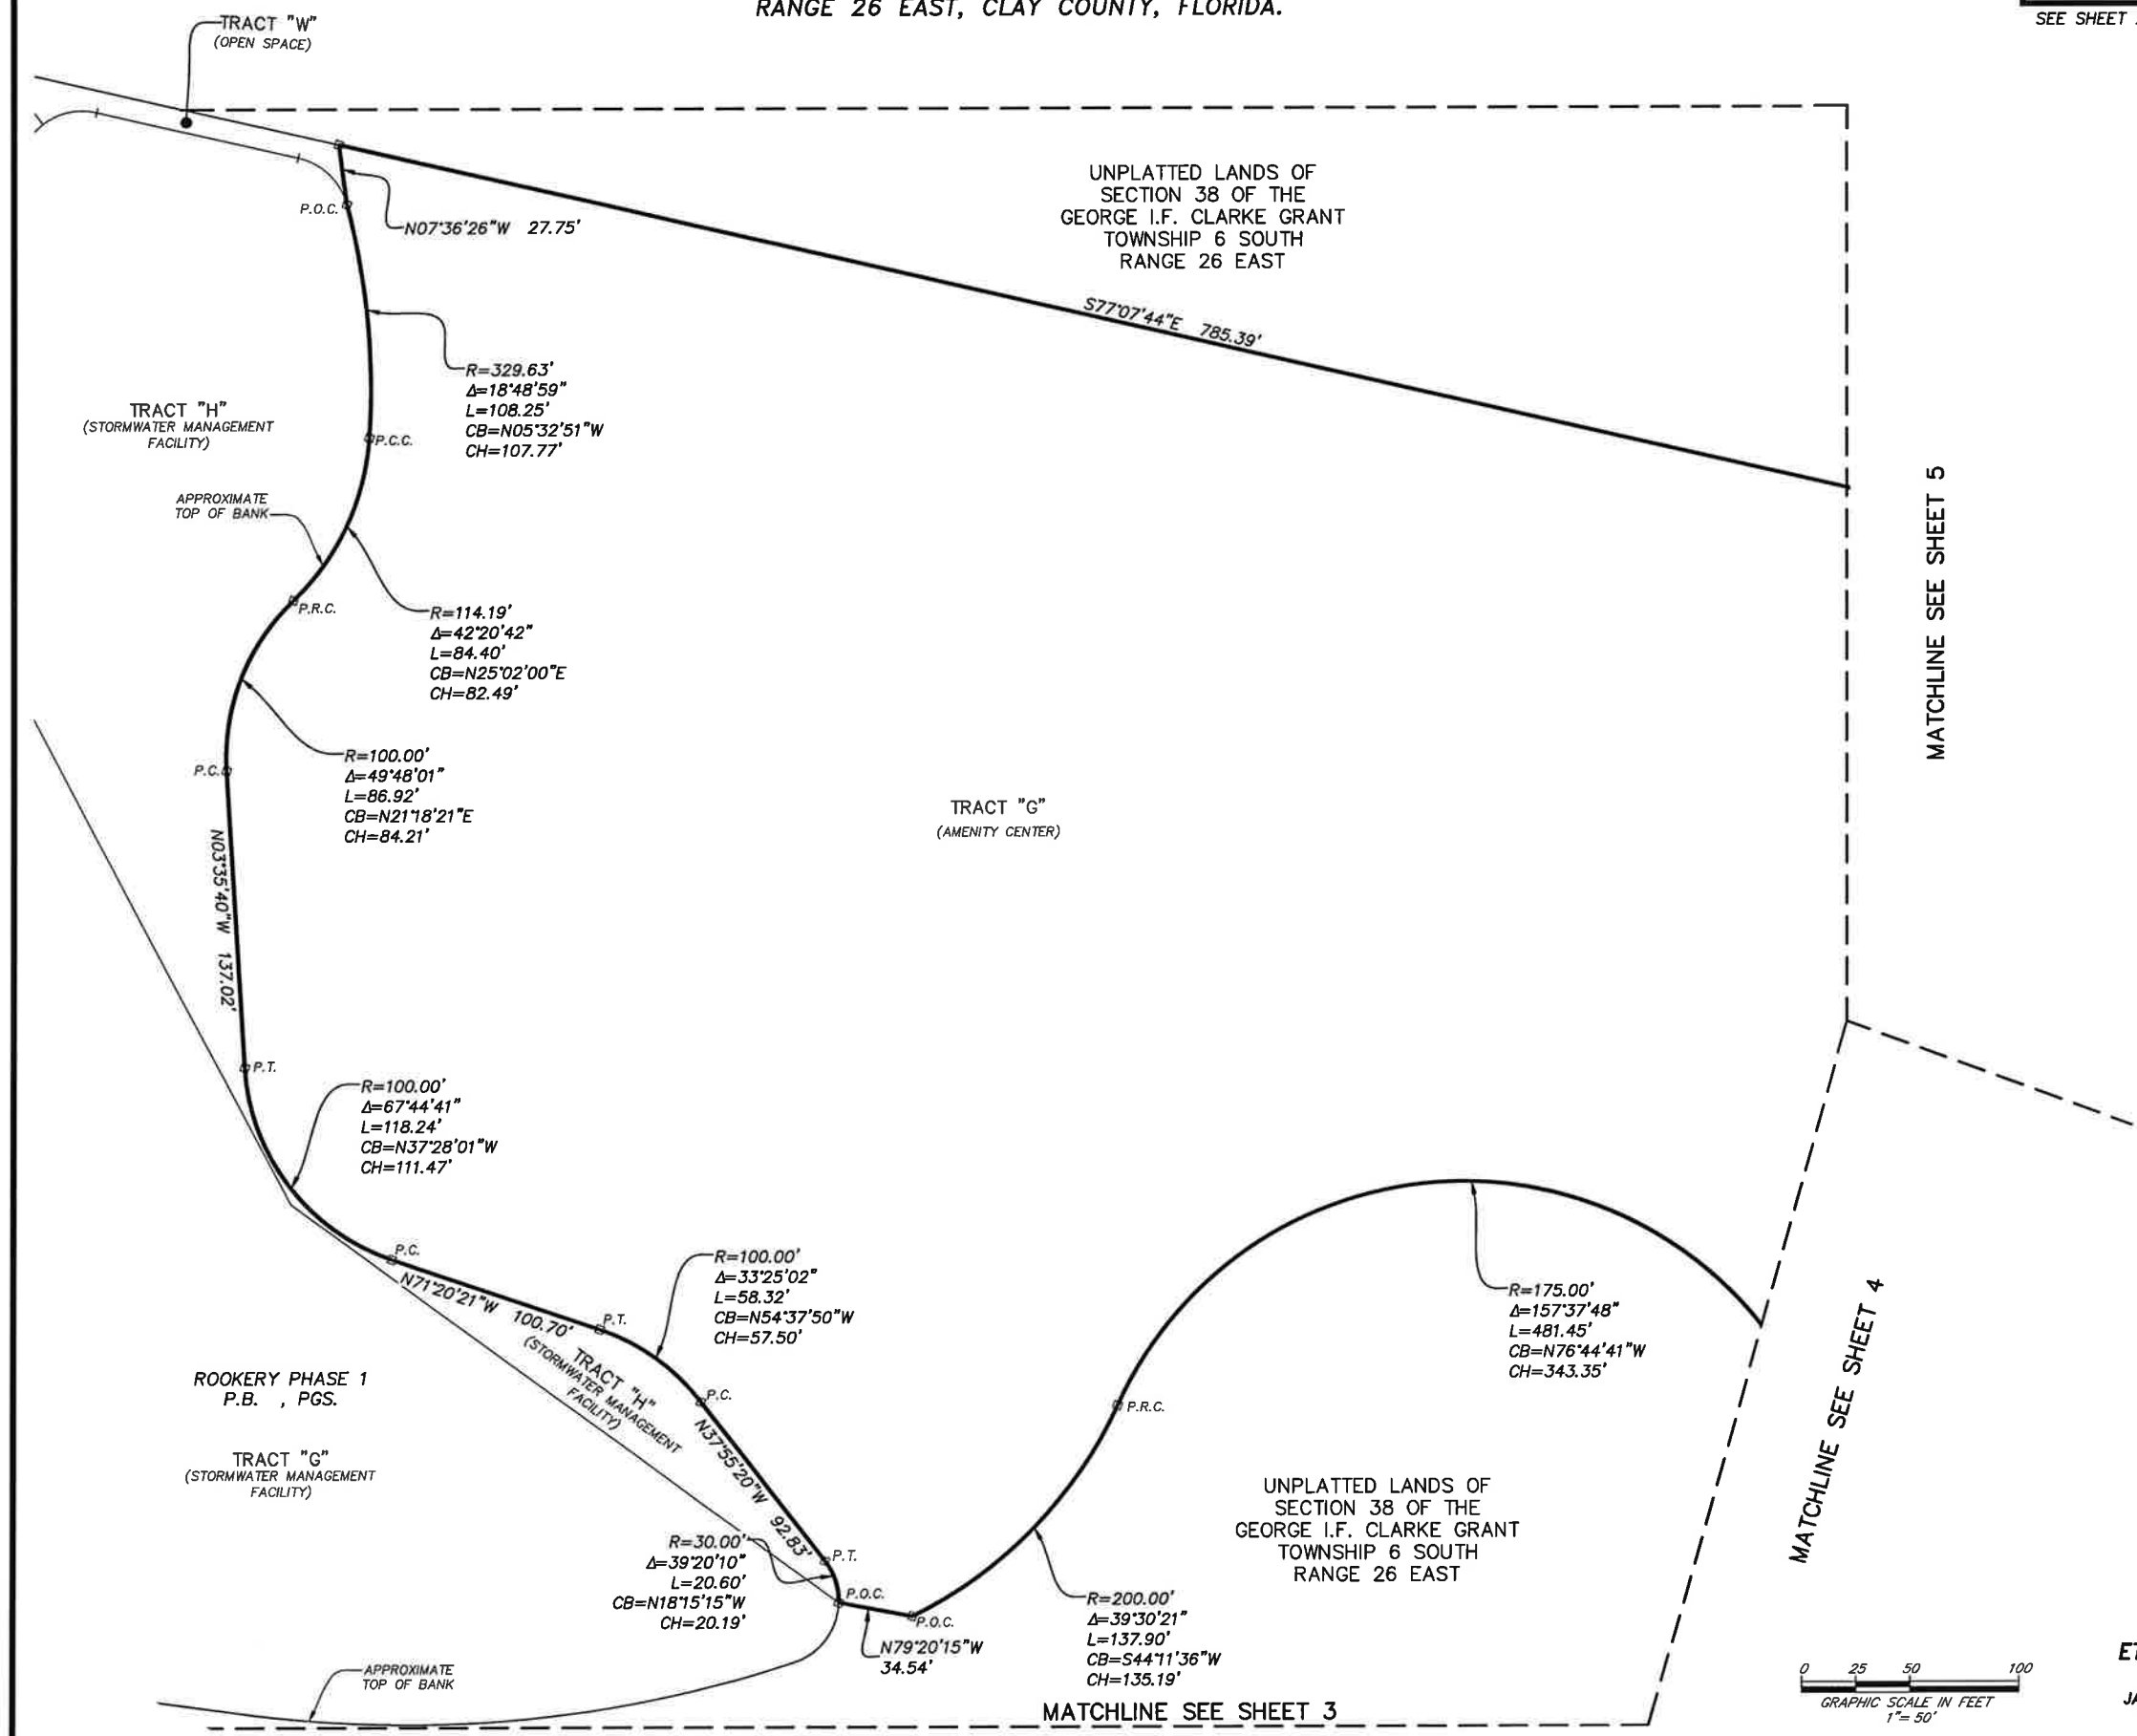 RANGE 26 EAST, CLAY COUNTY, FLORIDA.
SEE SHEET
TRACT "W"
(OPEN SPACE)
UNPLATTED LANDS OF
SECTION 38 OF THE
GEORGE I.F. CLARKE GRANT
TOWNSHIP 6 SOUTH
RANGE 26 EAST
P.O.C.
N07°36'26"W 27.75'
S77°07'44"E 785.39'
R=329.63'
Δ=18°48'59"
L=108.25'
CB=N05°32'51"W
CH=107.77'
TRACT "H"
(STORMWATER MANAGEMENT
FACILITY)
P.C.C.
APPROXIMATE
TOP OF BANK
P.R.C.
R=114.19'
Δ=42°20'42"
L=84.40'
CB=N25°02'00"E
CH=82.49'
MATCHLINE SEE SHEET 5
P.C.
R=100.00'
Δ=49°48'01"
L=86.92'
CB=N21°18'21"E
CH=84.21'
TRACT "G"
(AMENITY CENTER)
N03°35'40"W 137.02'
P.T.
R=100.00'
Δ=67°44'41"
L=118.24'
CB=N37°28'01"W
CH=111.47'
P.C.
N71°20'21"W 100.70'
P.T.
R=100.00'
Δ=33°25'02"
L=58.32'
CB=N54°37'50"W
CH=57.50'
R=175.00'
Δ=157°37'48"
L=481.45'
CB=N76°44'41"W
CH=343.35'
MATCHLINE SEE SHEET 4
TRACT "H"
(STORMWATER MANAGEMENT
FACILITY)
ROOKERY PHASE 1
P.B. , PGS.
P.C.
P.R.C.
N37°55'20"W 92.83'
TRACT "G"
(STORMWATER MANAGEMENT
FACILITY)
UNPLATTED LANDS OF
SECTION 38 OF THE
GEORGE I.F. CLARKE GRANT
TOWNSHIP 6 SOUTH
RANGE 26 EAST
R=30.00'
Δ=39°20'10"
L=20.60'
CB=N18°15'15"W
CH=20.19'
P.T.
P.O.C.
P.O.C.
N79°20'15"W
34.54'
R=200.00'
Δ=39°30'21"
L=137.90'
CB=S44°11'36"W
CH=135.19'
APPROXIMATE
TOP OF BANK
MATCHLINE SEE SHEET 3
0 25 50 100
GRAPHIC SCALE IN FEET
1"= 50'